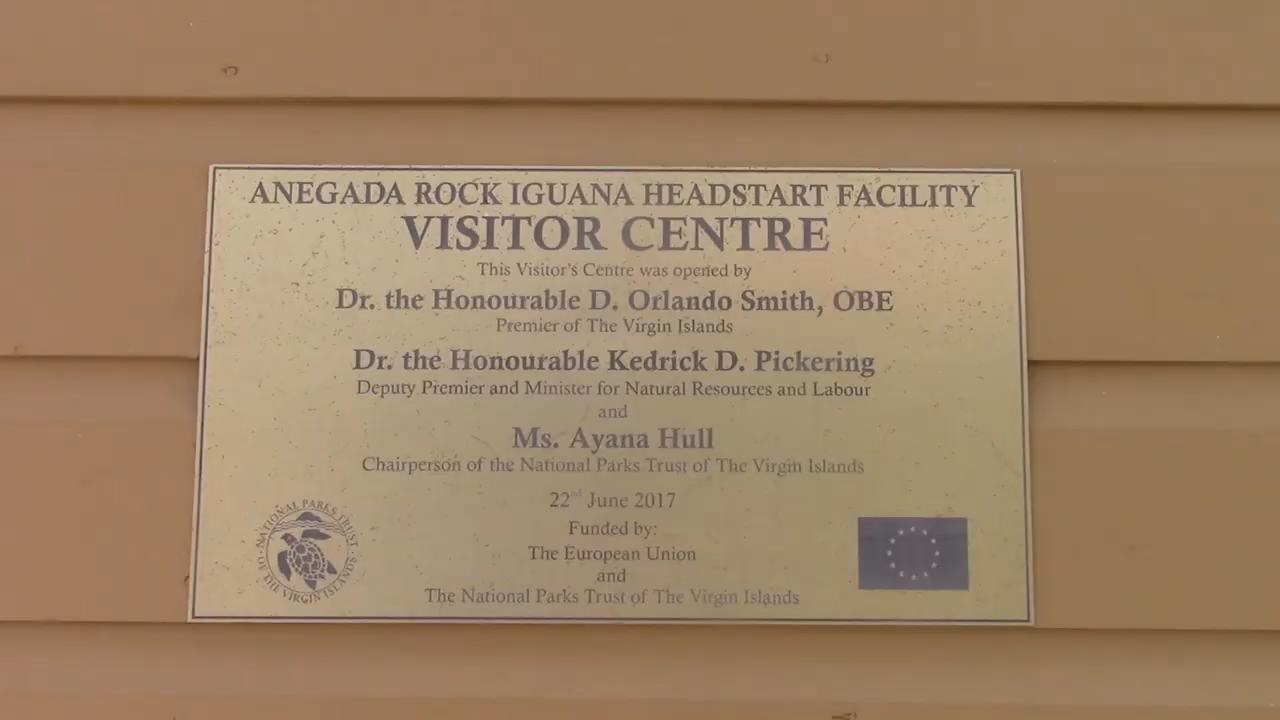 ANEGADA ROCK IGUANA HEADSTART FACILITY
VISITOR CENTRE
This Visitor's Centre was opened by
Dr. the Honourable D. Orlando Smith, OBE
Premier of The Virgin Islands
Dr. the Honourable Kedrick D. Pickering
Deputy Premier and Minister for Natural Resources and Labour
and
Ms. Ayana Hull
Chairperson of the National Parks Trust of The Virgin Islands
22nd June 2017
Funded by:
The European Union
and
The National Parks Trust of The Virgin Islands
· NATIONAL PARKS TRUST · OF THE VIRGIN ISLANDS